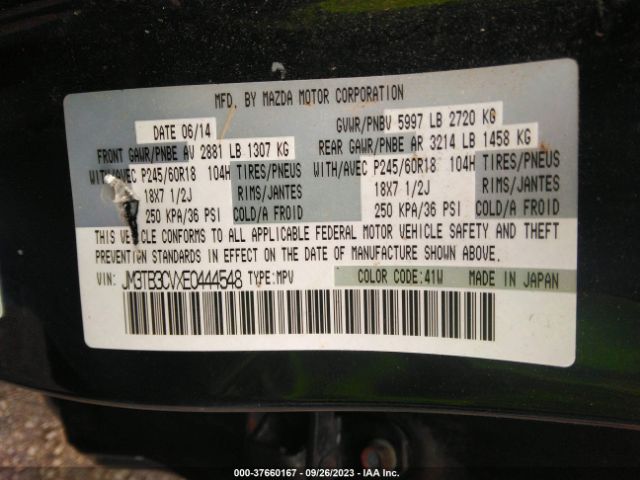 MFD. BY MAZDA MOTOR CORPORATION
DATE 06/14 GVWR/PNBV 5997 LB 2720 KG
FRONT GAWR/PNBE AV 2881 LB 1307 KG REAR GAWR/PNBE AR 3214 LB 1458 KG
WITH/AVEC P245/60R18 104H TIRES/PNEUS WITH/AVEC P245/60R18 104H TIRES/PNEUS
18X7 1/2J RIMS/JANTES 18X7 1/2J RIMS/JANTES
250 KPA/36 PSI COLD/A FROID 250 KPA/36 PSI COLD/A FROID
THIS VEHICLE CONFORMS TO ALL APPLICABLE FEDERAL MOTOR VEHICLE SAFETY AND THEFT
PREVENTION STANDARDS IN EFFECT ON THE DATE OF MANUFACTURE SHOWN ABOVE.
VIN: JM3TB3CVXE0444548 TYPE:MPV COLOR CODE:41W MADE IN JAPAN
000-37660167 - 09/26/2023 - IAA Inc.